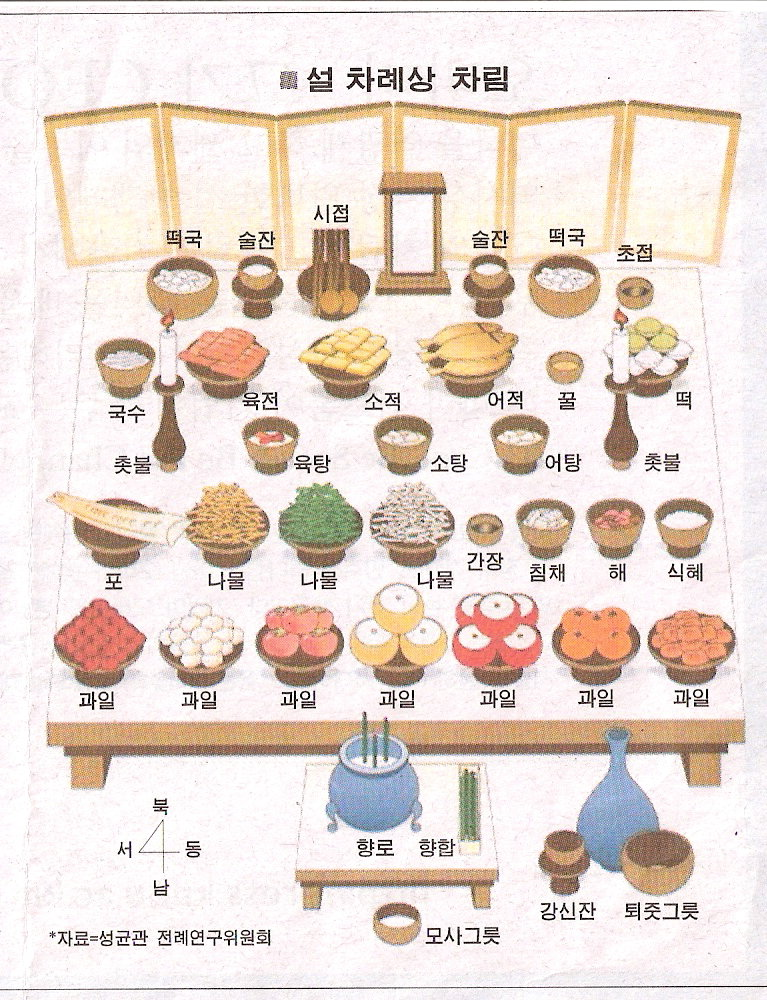 설 차례상 차림
시접
떡국 술잔 술잔 떡국 초접
국수 육전 소적 어적 꿀 떡
촛불 육탕 소탕 어탕 촛불
포 나물 나물 나물 간장 침채 해 식혜
과일 과일 과일 과일 과일 과일 과일
북
서 동
남
향로 향합
강신잔 퇴줏그릇
모사그릇
*자료=성균관 전례연구위원회